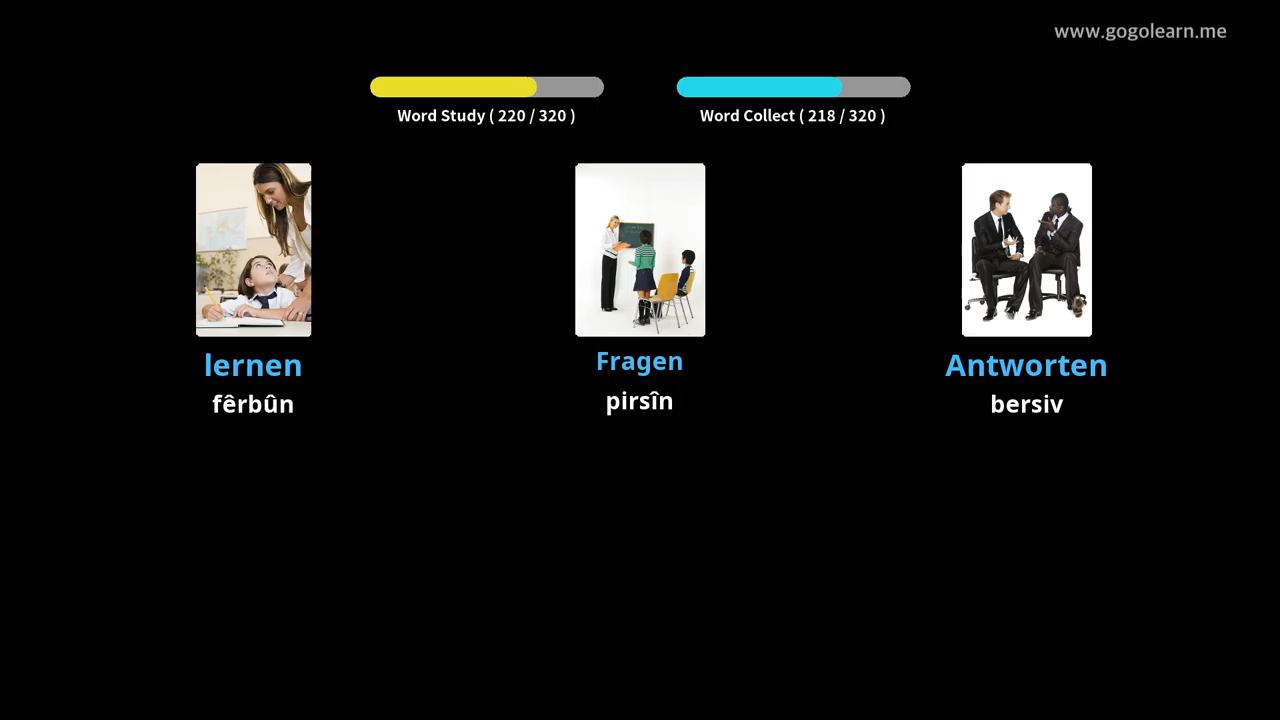 www.gogolearn.me
Word Study ( 220 / 320 )
Word Collect ( 218 / 320 )
lernen
fêrbûn
Fragen
pirsîn
Antworten
bersiv